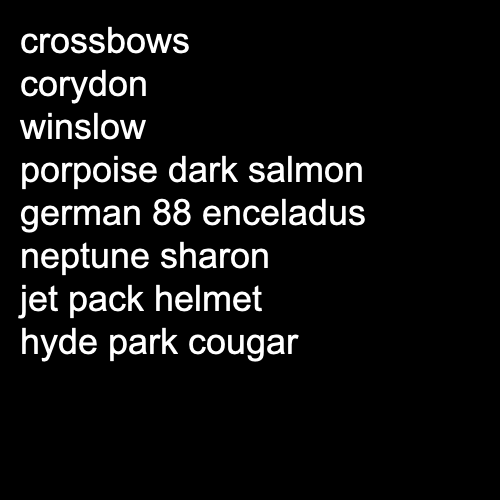 crossbows
corydon
winslow
porpoise dark salmon
german 88 enceladus
neptune sharon
jet pack helmet
hyde park cougar